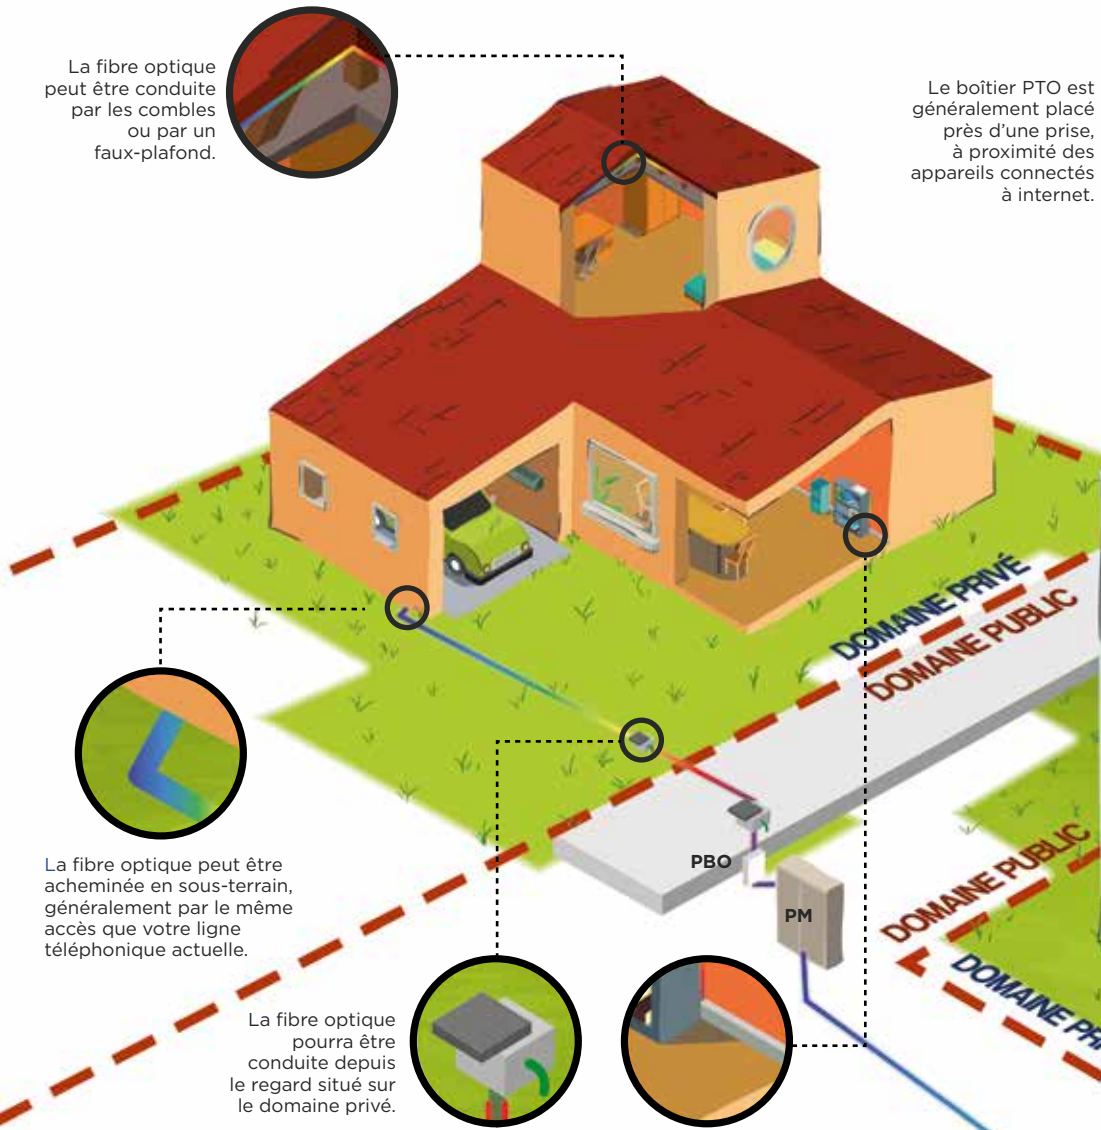 La fibre optique
peut être conduite
par les combles
ou par un
faux-plafond.
Le boîtier PTO est
généralement placé
près d’une prise,
à proximité des
appareils connectés
à internet.
DOMAINE PRIVÉ
DOMAINE PUBLIC
La fibre optique peut être
acheminée en sous-terrain,
généralement par le même
accès que votre ligne
téléphonique actuelle.
PBO
PM
DOMAINE PUBLIC
DOMAINE PRI
La fibre optique
pourra être
conduite depuis
le regard situé sur
le domaine privé.